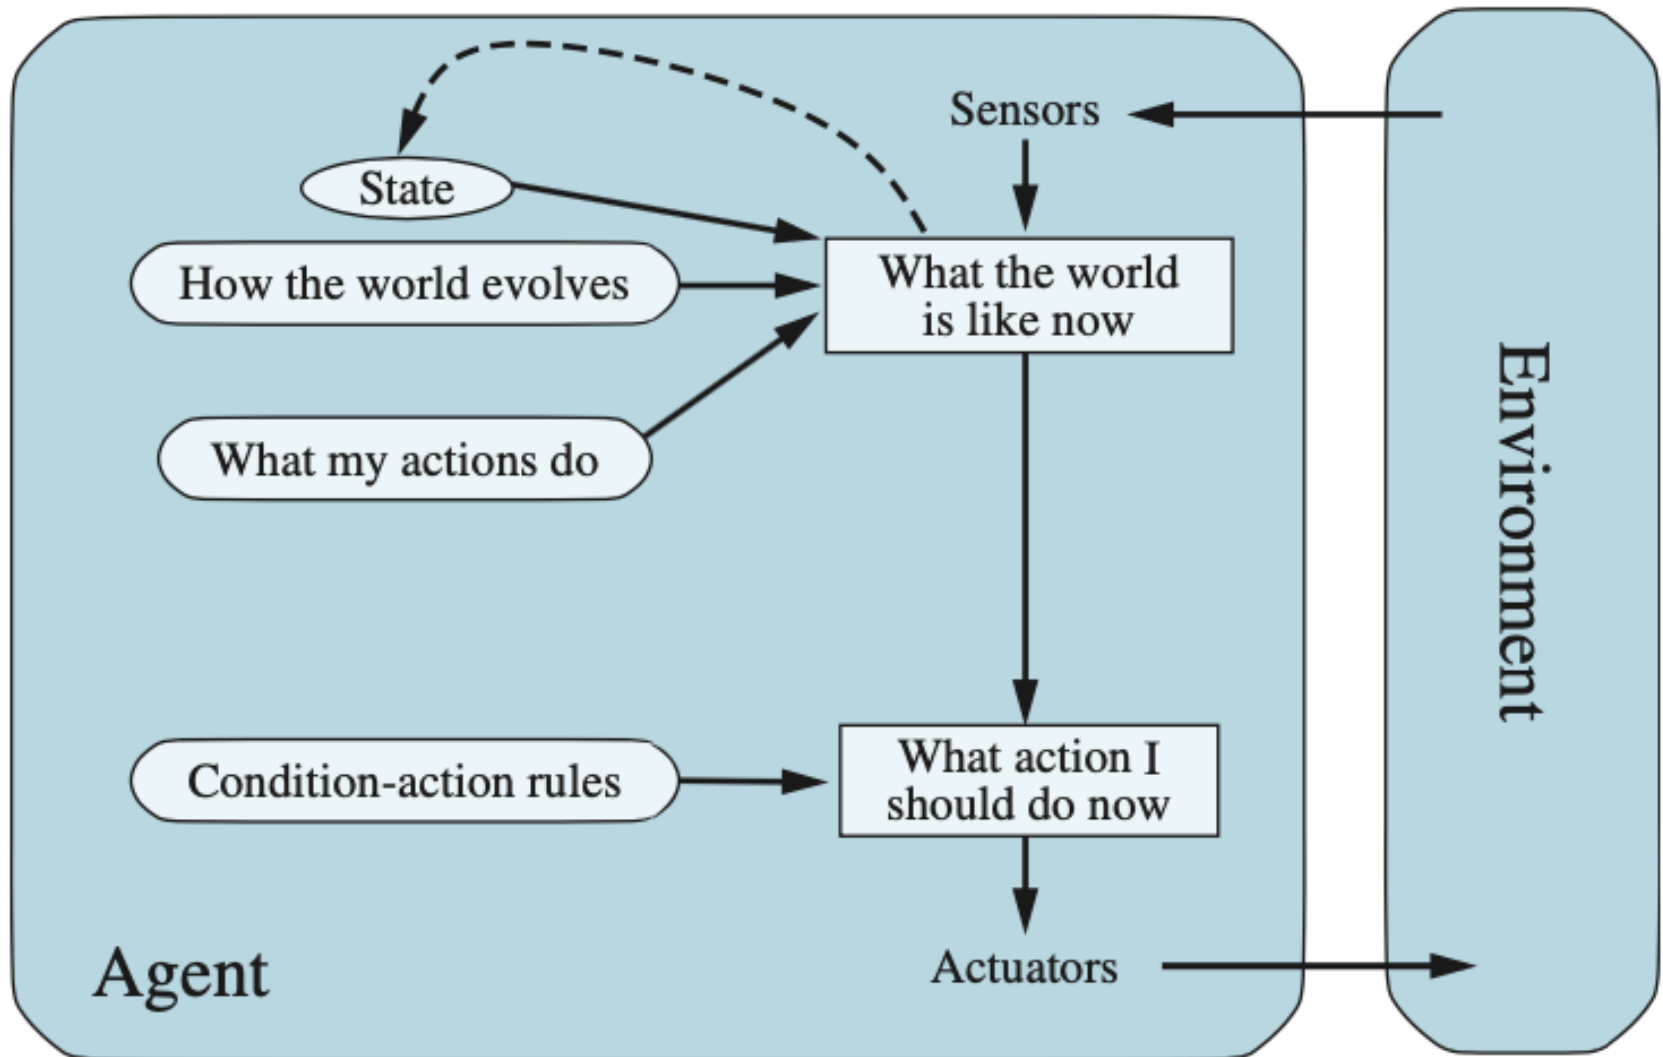 Sensors
State
How the world evolves
What the world
is like now
What my actions do
Environment
Condition-action rules
What action I
should do now
Agent
Actuators